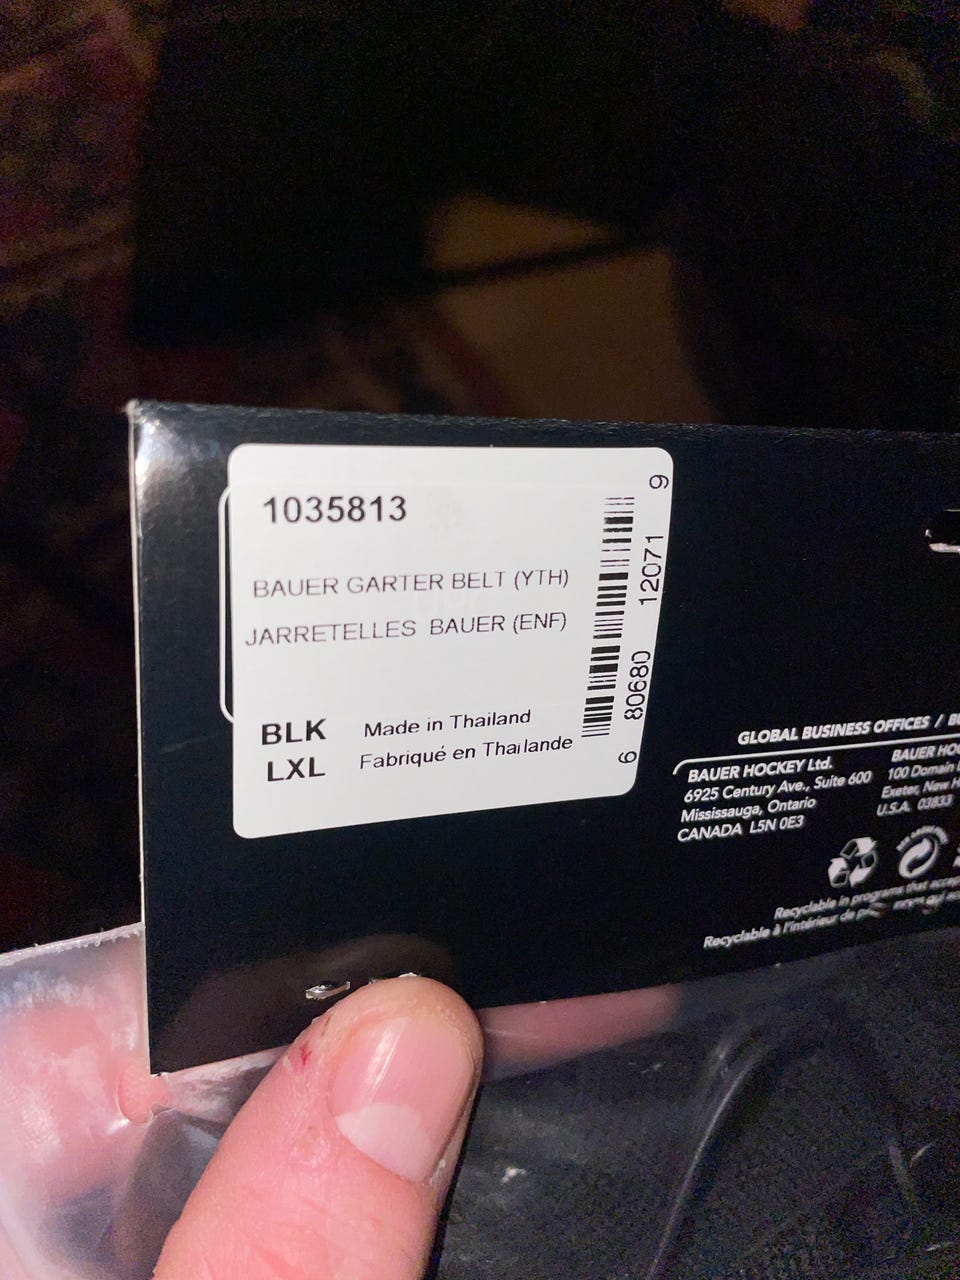 1035813
BAUER GARTER BELT (YTH)
JARRETELLES BAUER (ENF)
BLK
LXL
Made in Thailand
Fabriqué en Thaïlande
6 80680 12071 9
GLOBAL BUSINESS OFFICES /
BAUER HOCKEY Ltd.
6925 Century Ave., Suite 600
Mississauga, Ontario
CANADA L5N 0E3
BAUER HO
100 Domain
Exeter, New H
U.S.A. 03833
Recyclable in programs that accep
Recyclable à l'intérieur de